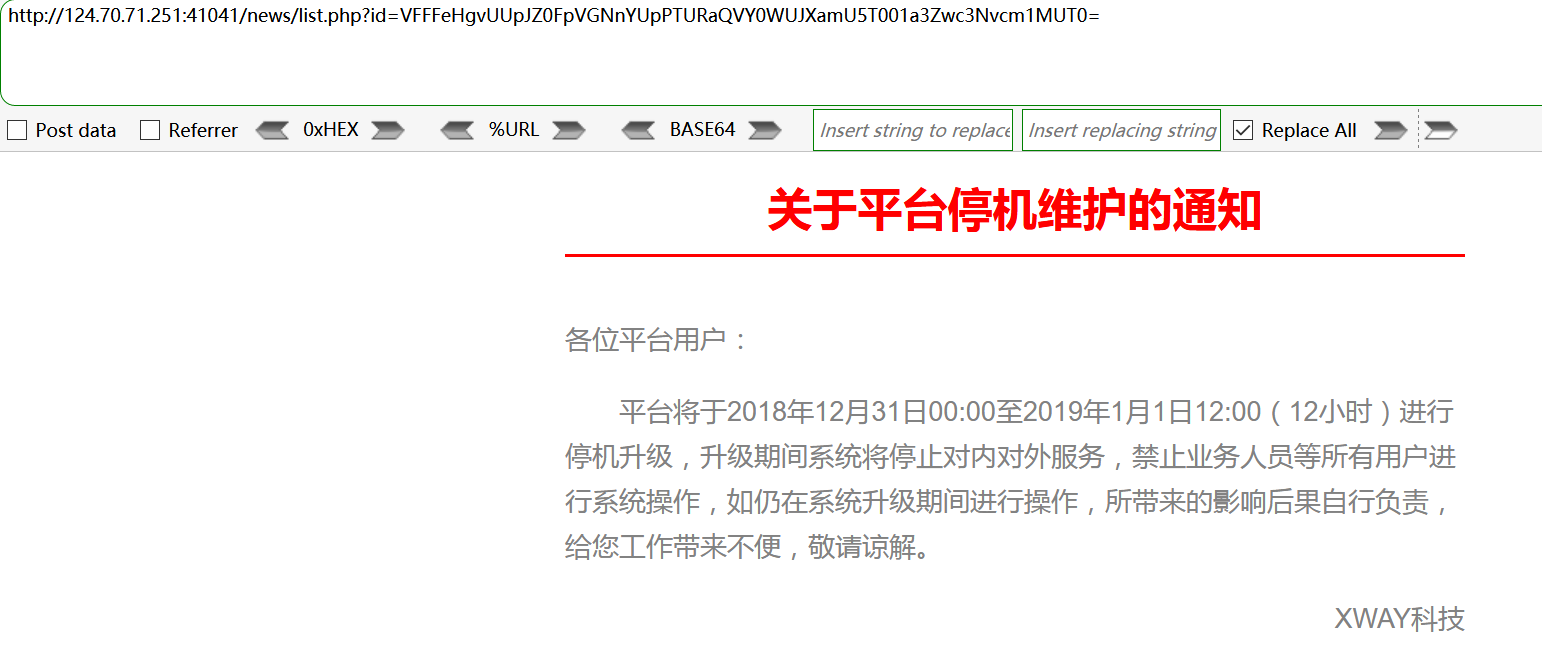 http://124.70.71.251:41041/news/list.php?id=VFFFeHgvUUpJZ0FpVGNnYUpPTURaQVY0WUJXamU5T001a3Zwc3Nvcm1MUT0=
Post data Referrer 0xHEX %URL BASE64 Insert string to replace Insert replacing string Replace All
关于平台停机维护的通知
各位平台用户：
平台将于2018年12月31日00:00至2019年1月1日12:00（12小时）进行
停机升级，升级期间系统将停止对内对外服务，禁止业务人员等所有用户进
行系统操作，如仍在系统升级期间进行操作，所带来的影响后果自行负责，
给您工作带来不便，敬请谅解。
XWAY科技